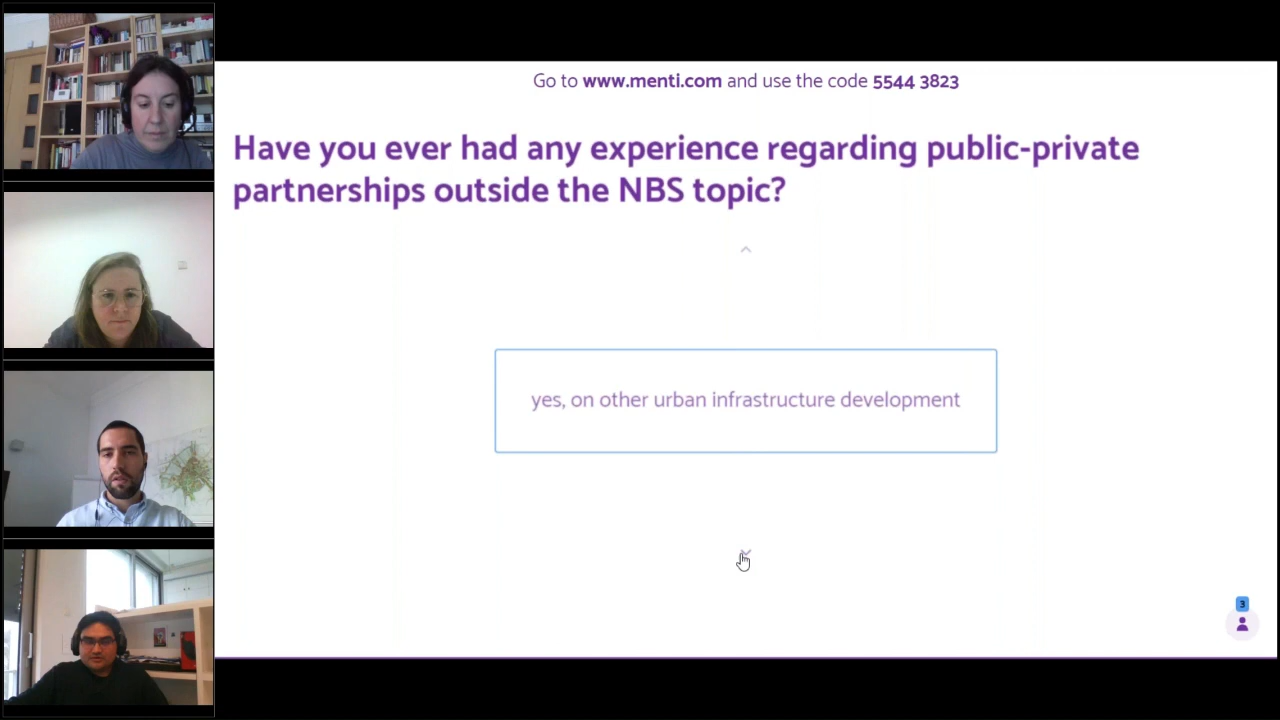 Go to www.menti.com and use the code 5544 3823
Have you ever had any experience regarding public-private
partnerships outside the NBS topic?
yes, on other urban infrastructure development
3